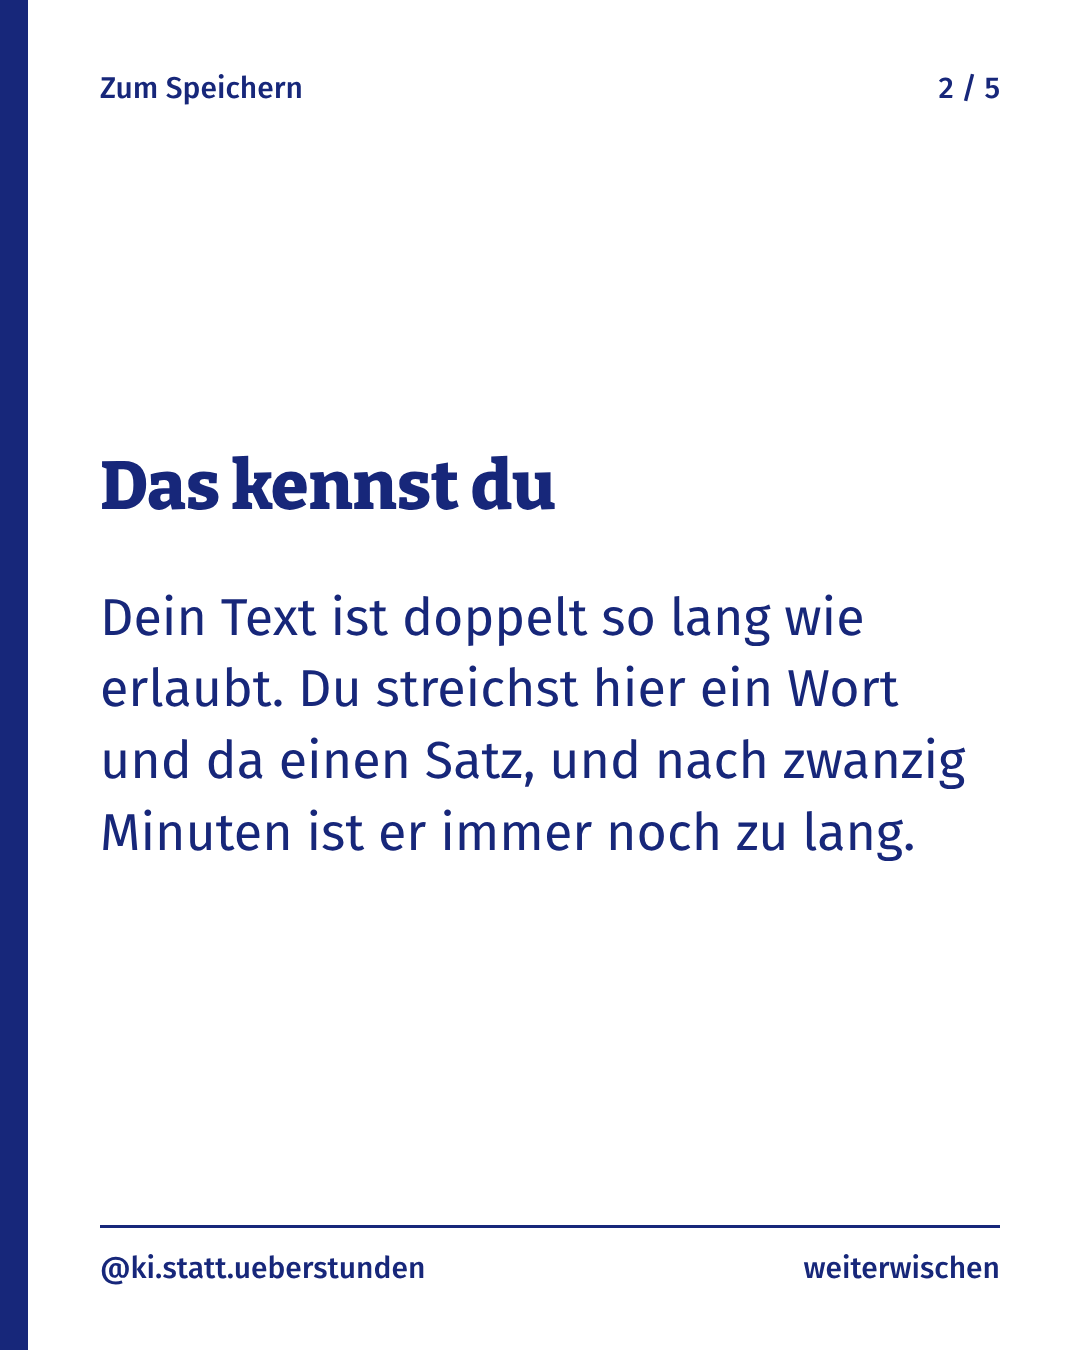 Zum Speichern
2 / 5
Das kennst du
Dein Text ist doppelt so lang wie
erlaubt. Du streichst hier ein Wort
und da einen Satz, und nach zwanzig
Minuten ist er immer noch zu lang.
@ki.statt.ueberstunden
weiterwischen